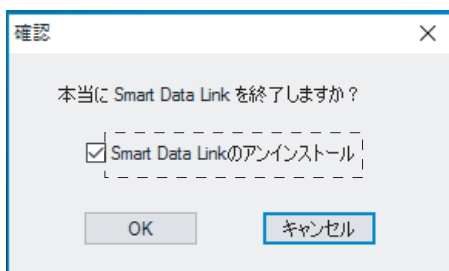 確認
本当に Smart Data Link を終了しますか？
Smart Data Linkのアンインストール
OK
キャンセル